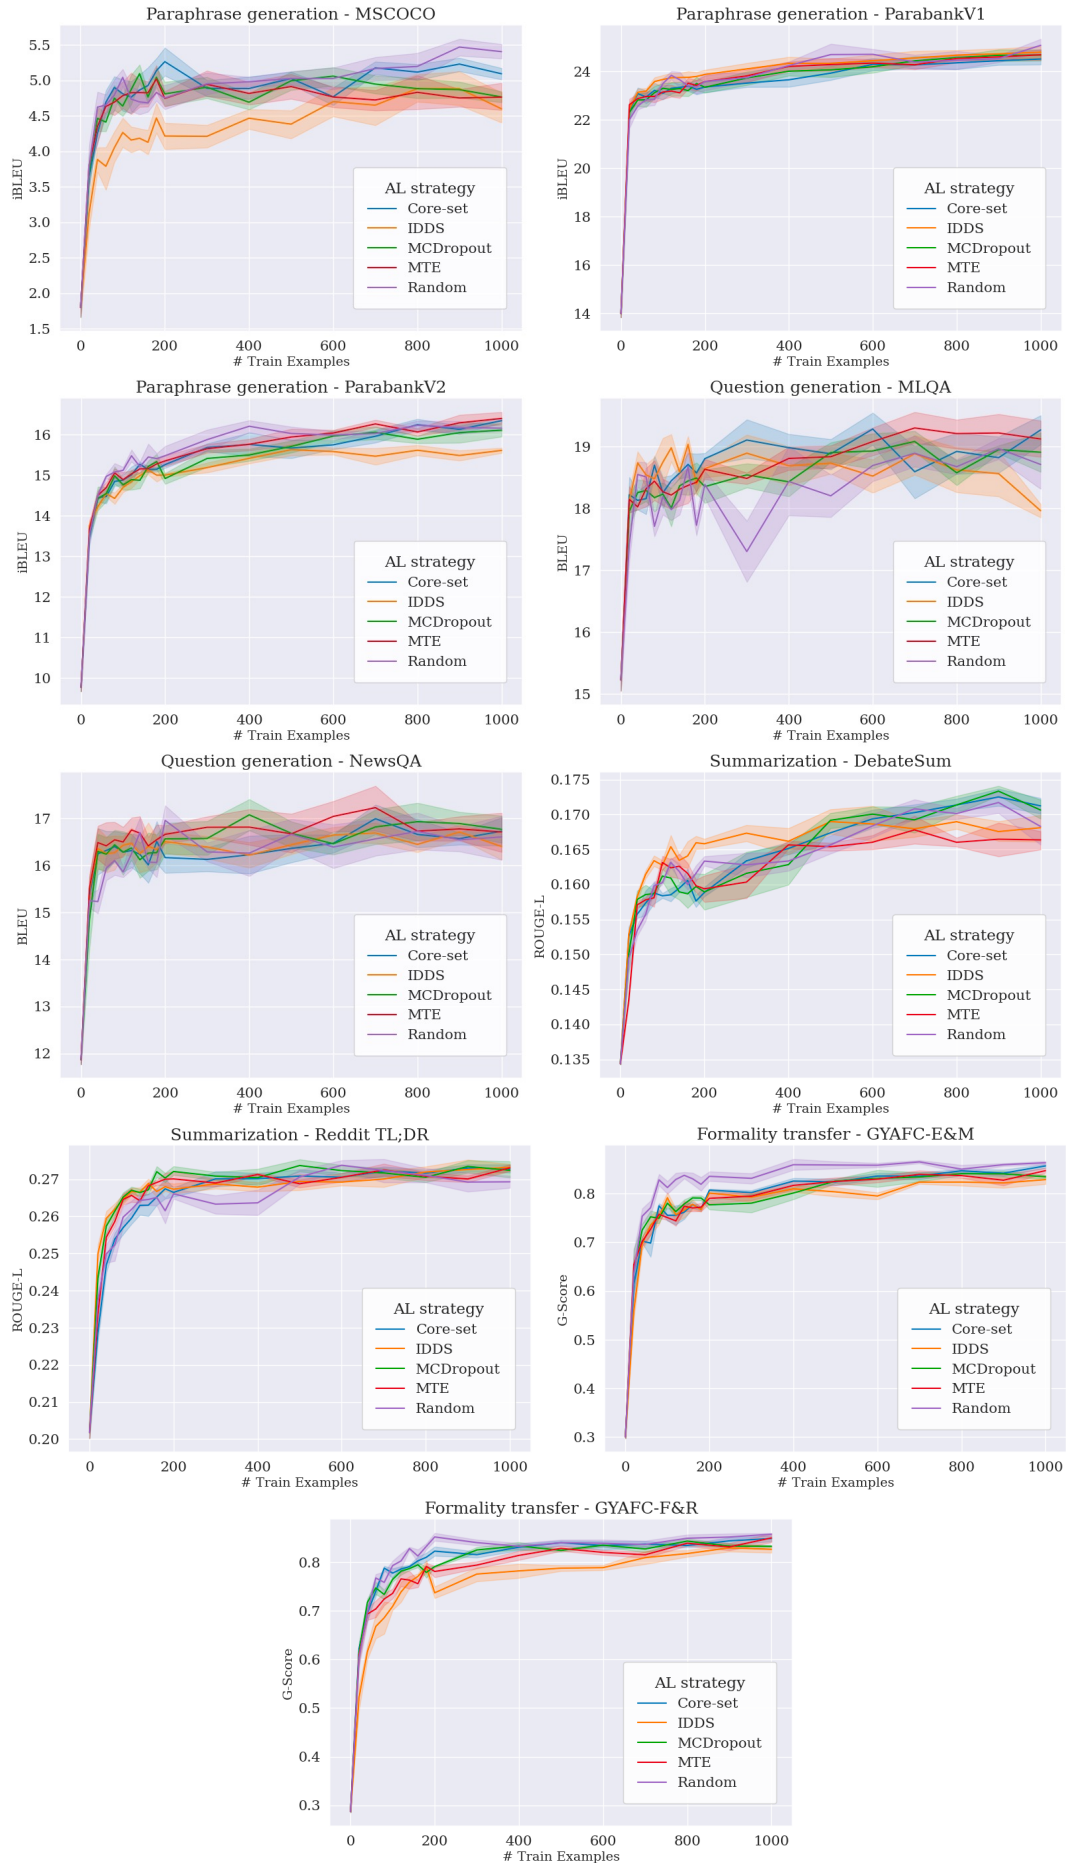 Paraphrase generation - MSCOCO
5.5
5.0
4.5
4.0
3.5
3.0
2.5
2.0
1.5
iBLEU
AL strategy
Core-set
IDDS
MCDropout
MTE
Random
0 200 400 600 800 1000
# Train Examples
Paraphrase generation - ParabankV1
24
22
20
18
16
14
iBLEU
AL strategy
Core-set
IDDS
MCDropout
MTE
Random
0 200 400 600 800 1000
# Train Examples
Paraphrase generation - ParabankV2
16
15
14
13
12
11
10
iBLEU
AL strategy
Core-set
IDDS
MCDropout
MTE
Random
0 200 400 600 800 1000
# Train Examples
Question generation - MLQA
19
18
17
16
15
BLEU
AL strategy
Core-set
IDDS
MCDropout
MTE
Random
0 200 400 600 800 1000
# Train Examples
Question generation - NewsQA
17
16
15
14
13
12
BLEU
AL strategy
Core-set
IDDS
MCDropout
MTE
Random
0 200 400 600 800 1000
# Train Examples
Summarization - DebateSum
0.175
0.170
0.165
0.160
0.155
0.150
0.145
0.140
0.135
ROUGE-L
AL strategy
Core-set
IDDS
MCDropout
MTE
Random
0 200 400 600 800 1000
# Train Examples
Summarization - Reddit TL;DR
0.27
0.26
0.25
0.24
0.23
0.22
0.21
0.20
ROUGE-L
AL strategy
Core-set
IDDS
MCDropout
MTE
Random
0 200 400 600 800 1000
# Train Examples
Formality transfer - GYAFC-E&M
0.8
0.7
0.6
0.5
0.4
0.3
G-Score
AL strategy
Core-set
IDDS
MCDropout
MTE
Random
0 200 400 600 800 1000
# Train Examples
Formality transfer - GYAFC-F&R
0.8
0.7
0.6
0.5
0.4
0.3
G-Score
AL strategy
Core-set
IDDS
MCDropout
MTE
Random
0 200 400 600 800 1000
# Train Examples